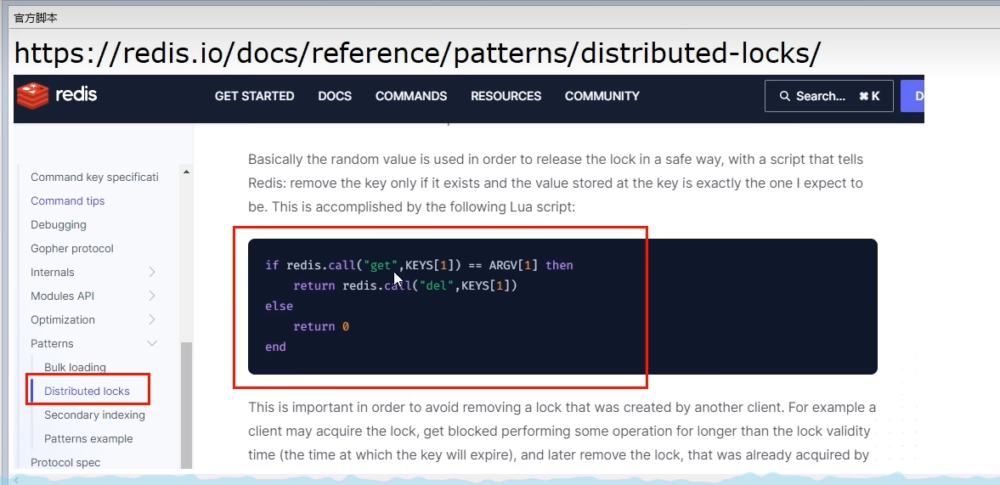 官方脚本
https://redis.io/docs/reference/patterns/distributed-locks/
redis
GET STARTED
DOCS
COMMANDS
RESOURCES
COMMUNITY
Search...
⌘ K
Command key specificati
Command tips
Debugging
Gopher protocol
Internals
Modules API
Optimization
Patterns
Bulk loading
Distributed locks
Secondary indexing
Patterns example
Protocol spec
Basically the random value is used in order to release the lock in a safe way, with a script that tells
Redis: remove the key only if it exists and the value stored at the key is exactly the one I expect to
be. This is accomplished by the following Lua script:
if redis.call("get",KEYS[1]) == ARGV[1] then
    return redis.call("del",KEYS[1])
else
    return 0
end
This is important in order to avoid removing a lock that was created by another client. For example a
client may acquire the lock, get blocked performing some operation for longer than the lock validity
time (the time at which the key will expire), and later remove the lock, that was already acquired by